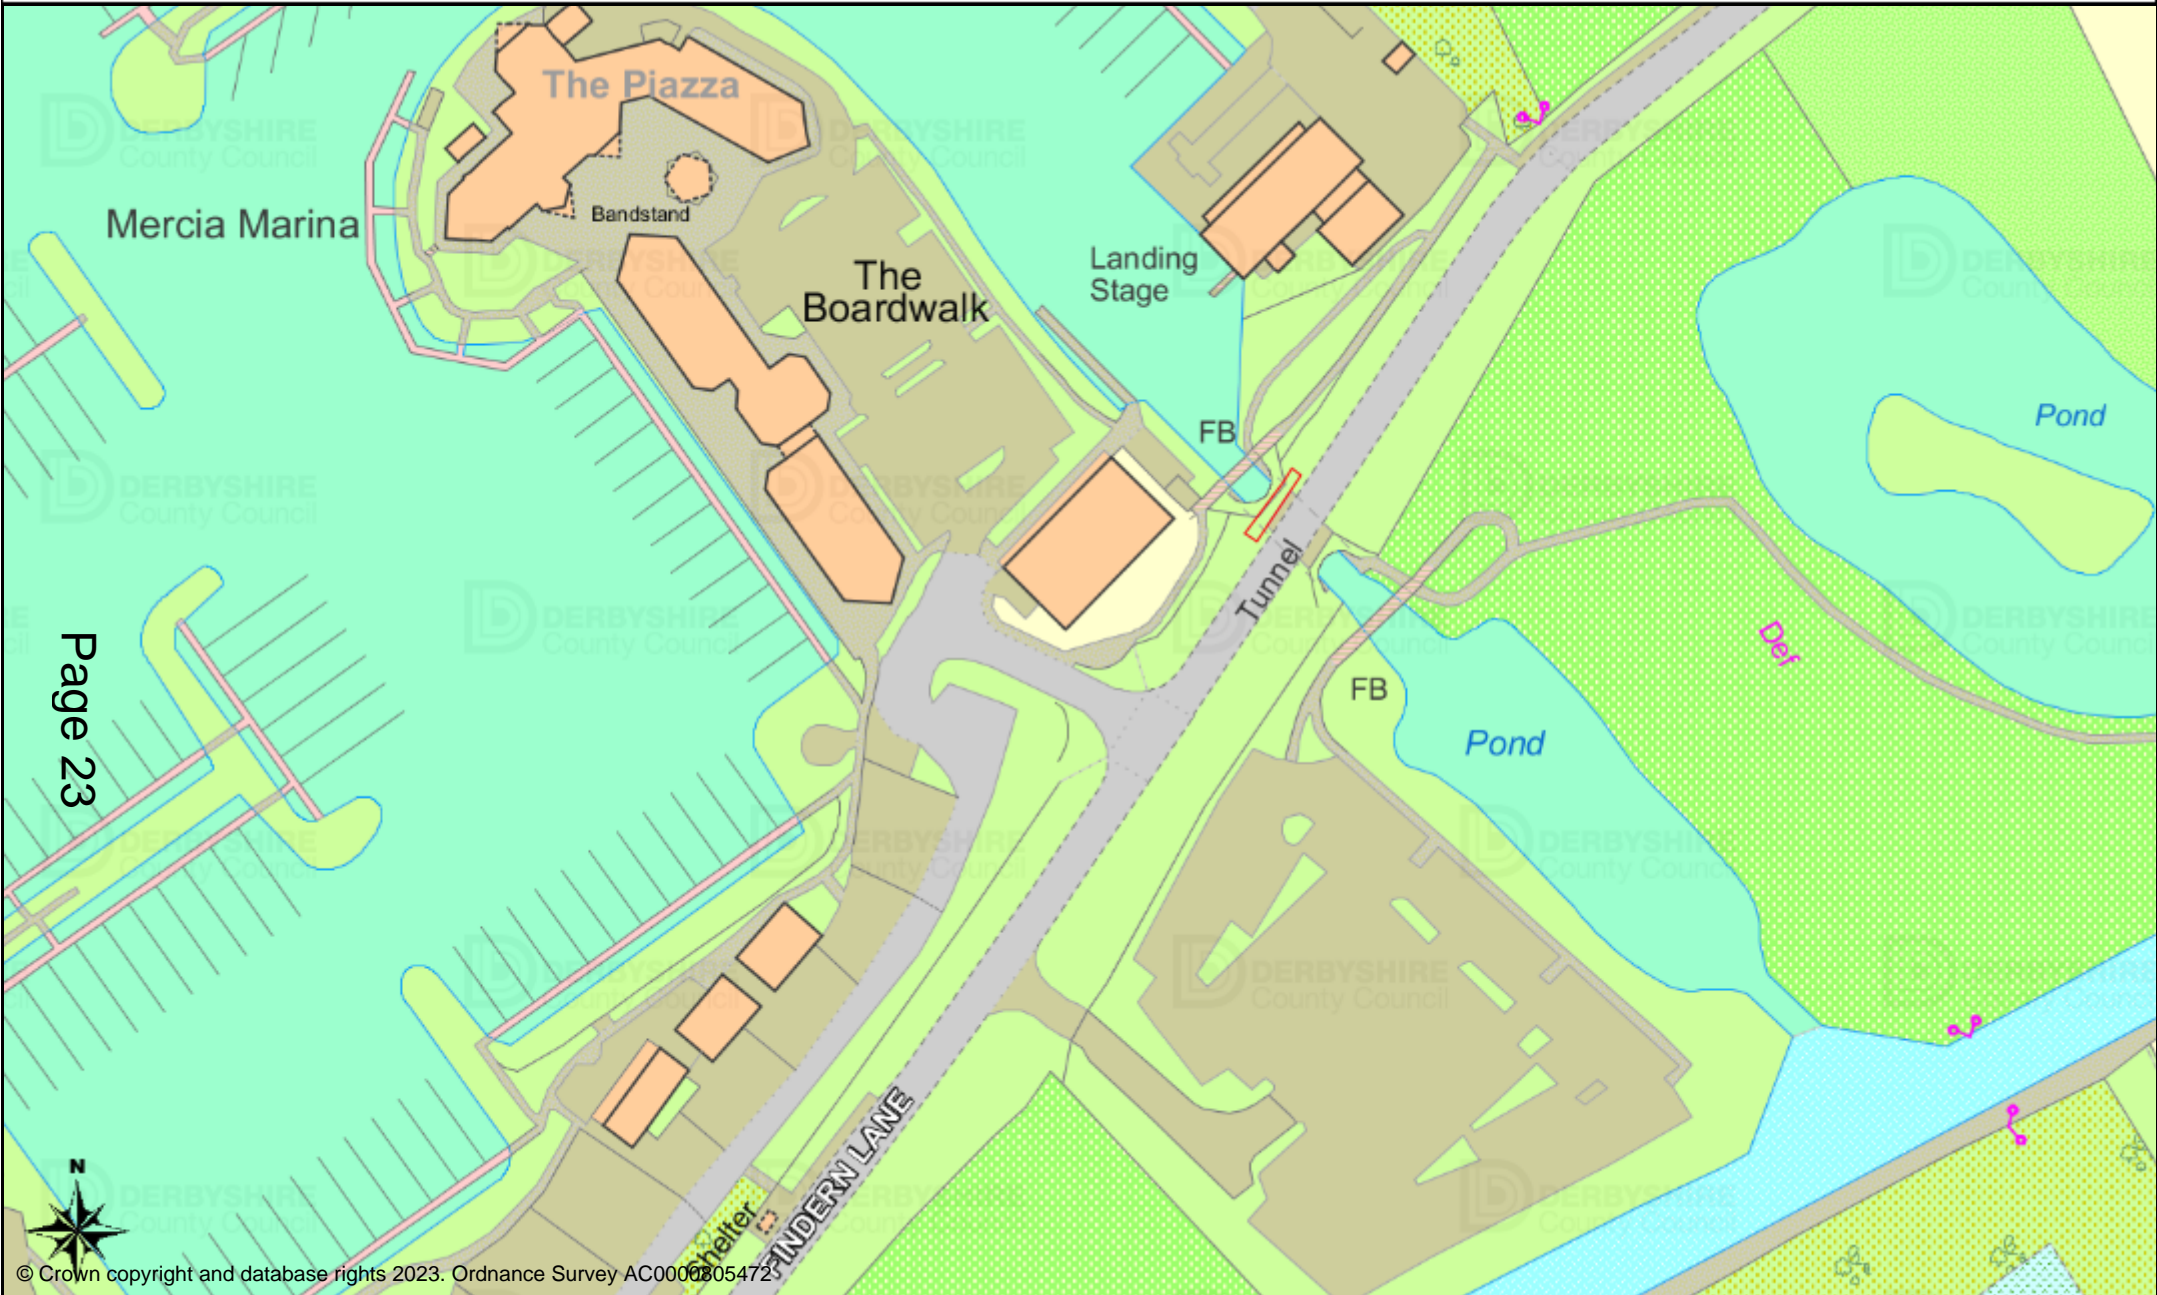 The Piazza
Mercia Marina
Bandstand
The
Boardwalk
Landing
Stage
FB
Pond
Tunnel
Def
FB
Pond
Page 23
FINDERN LANE
Shelter
N
© Crown copyright and database rights 2023. Ordnance Survey AC0000805472
DERBYSHIRE
County Council